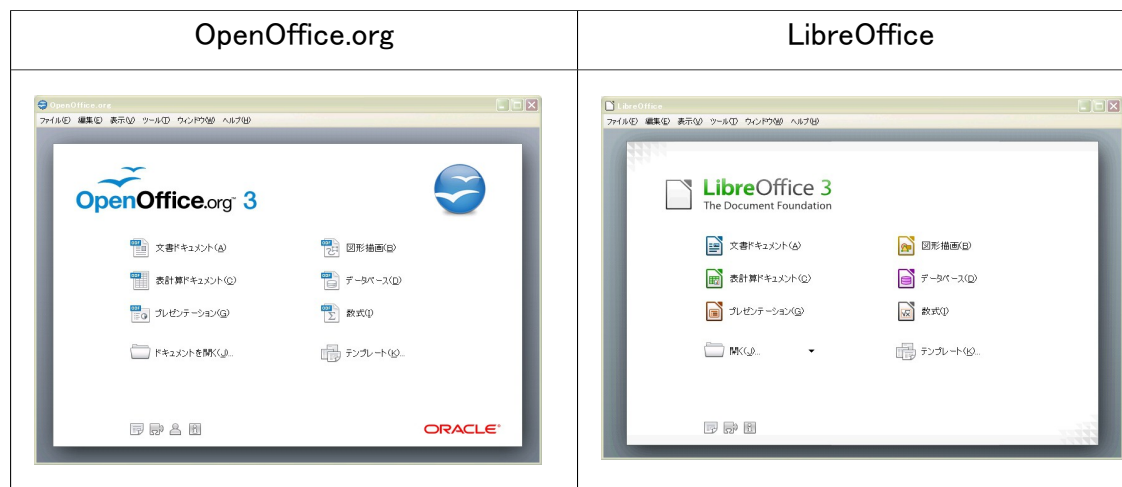 OpenOffice.org
LibreOffice
OpenOffice.org
ファイル(F) 編集(E) 表示(V) ツール(T) ウィンドウ(W) ヘルプ(H)
OpenOffice.org™ 3
文書ドキュメント(A)
図形描画(B)
表計算ドキュメント(C)
データベース(D)
プレゼンテーション(G)
数式(I)
ドキュメントを開く(J)...
テンプレート(K)...
ORACLE®
LibreOffice
ファイル(F) 編集(E) 表示(V) ツール(T) ウィンドウ(W) ヘルプ(H)
LibreOffice 3
The Document Foundation
文書ドキュメント(A)
図形描画(B)
表計算ドキュメント(C)
データベース(D)
プレゼンテーション(G)
数式(I)
開く(J)...
テンプレート(K)...